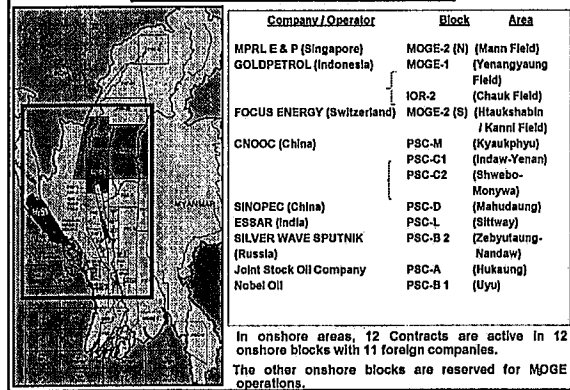 Company / Operator Block Area
MPRL E & P (Singapore) MOGE-2 (N) (Mann Field)
GOLDPETROL (Indonesia) MOGE-1 (Yenangyaung
Field)
IOR-2 (Chauk Field)
FOCUS ENERGY (Switzerland) MOGE-2 (S) (Htaukshabin
/ Kanni Field)
CNOOC (China) PSC-M (Kyaukphyu)
PSC-C1 (Indaw-Yenan)
PSC-C2 (Shwebo-
Monywa)
SINOPEC (China) PSC-D (Mahudaung)
ESSAR (India) PSC-L (Sittway)
SILVER WAVE SPUTNIK PSC-B 2 (Zebyutaung-
(Russia) Nandaw)
Joint Stock Oil Company PSC-A (Hukaung)
Nobel Oil PSC-B 1 (Uyu)
In onshore areas, 12 Contracts are active in 12
onshore blocks with 11 foreign companies.
The other onshore blocks are reserved for MOGE
operations.
MYANMAR